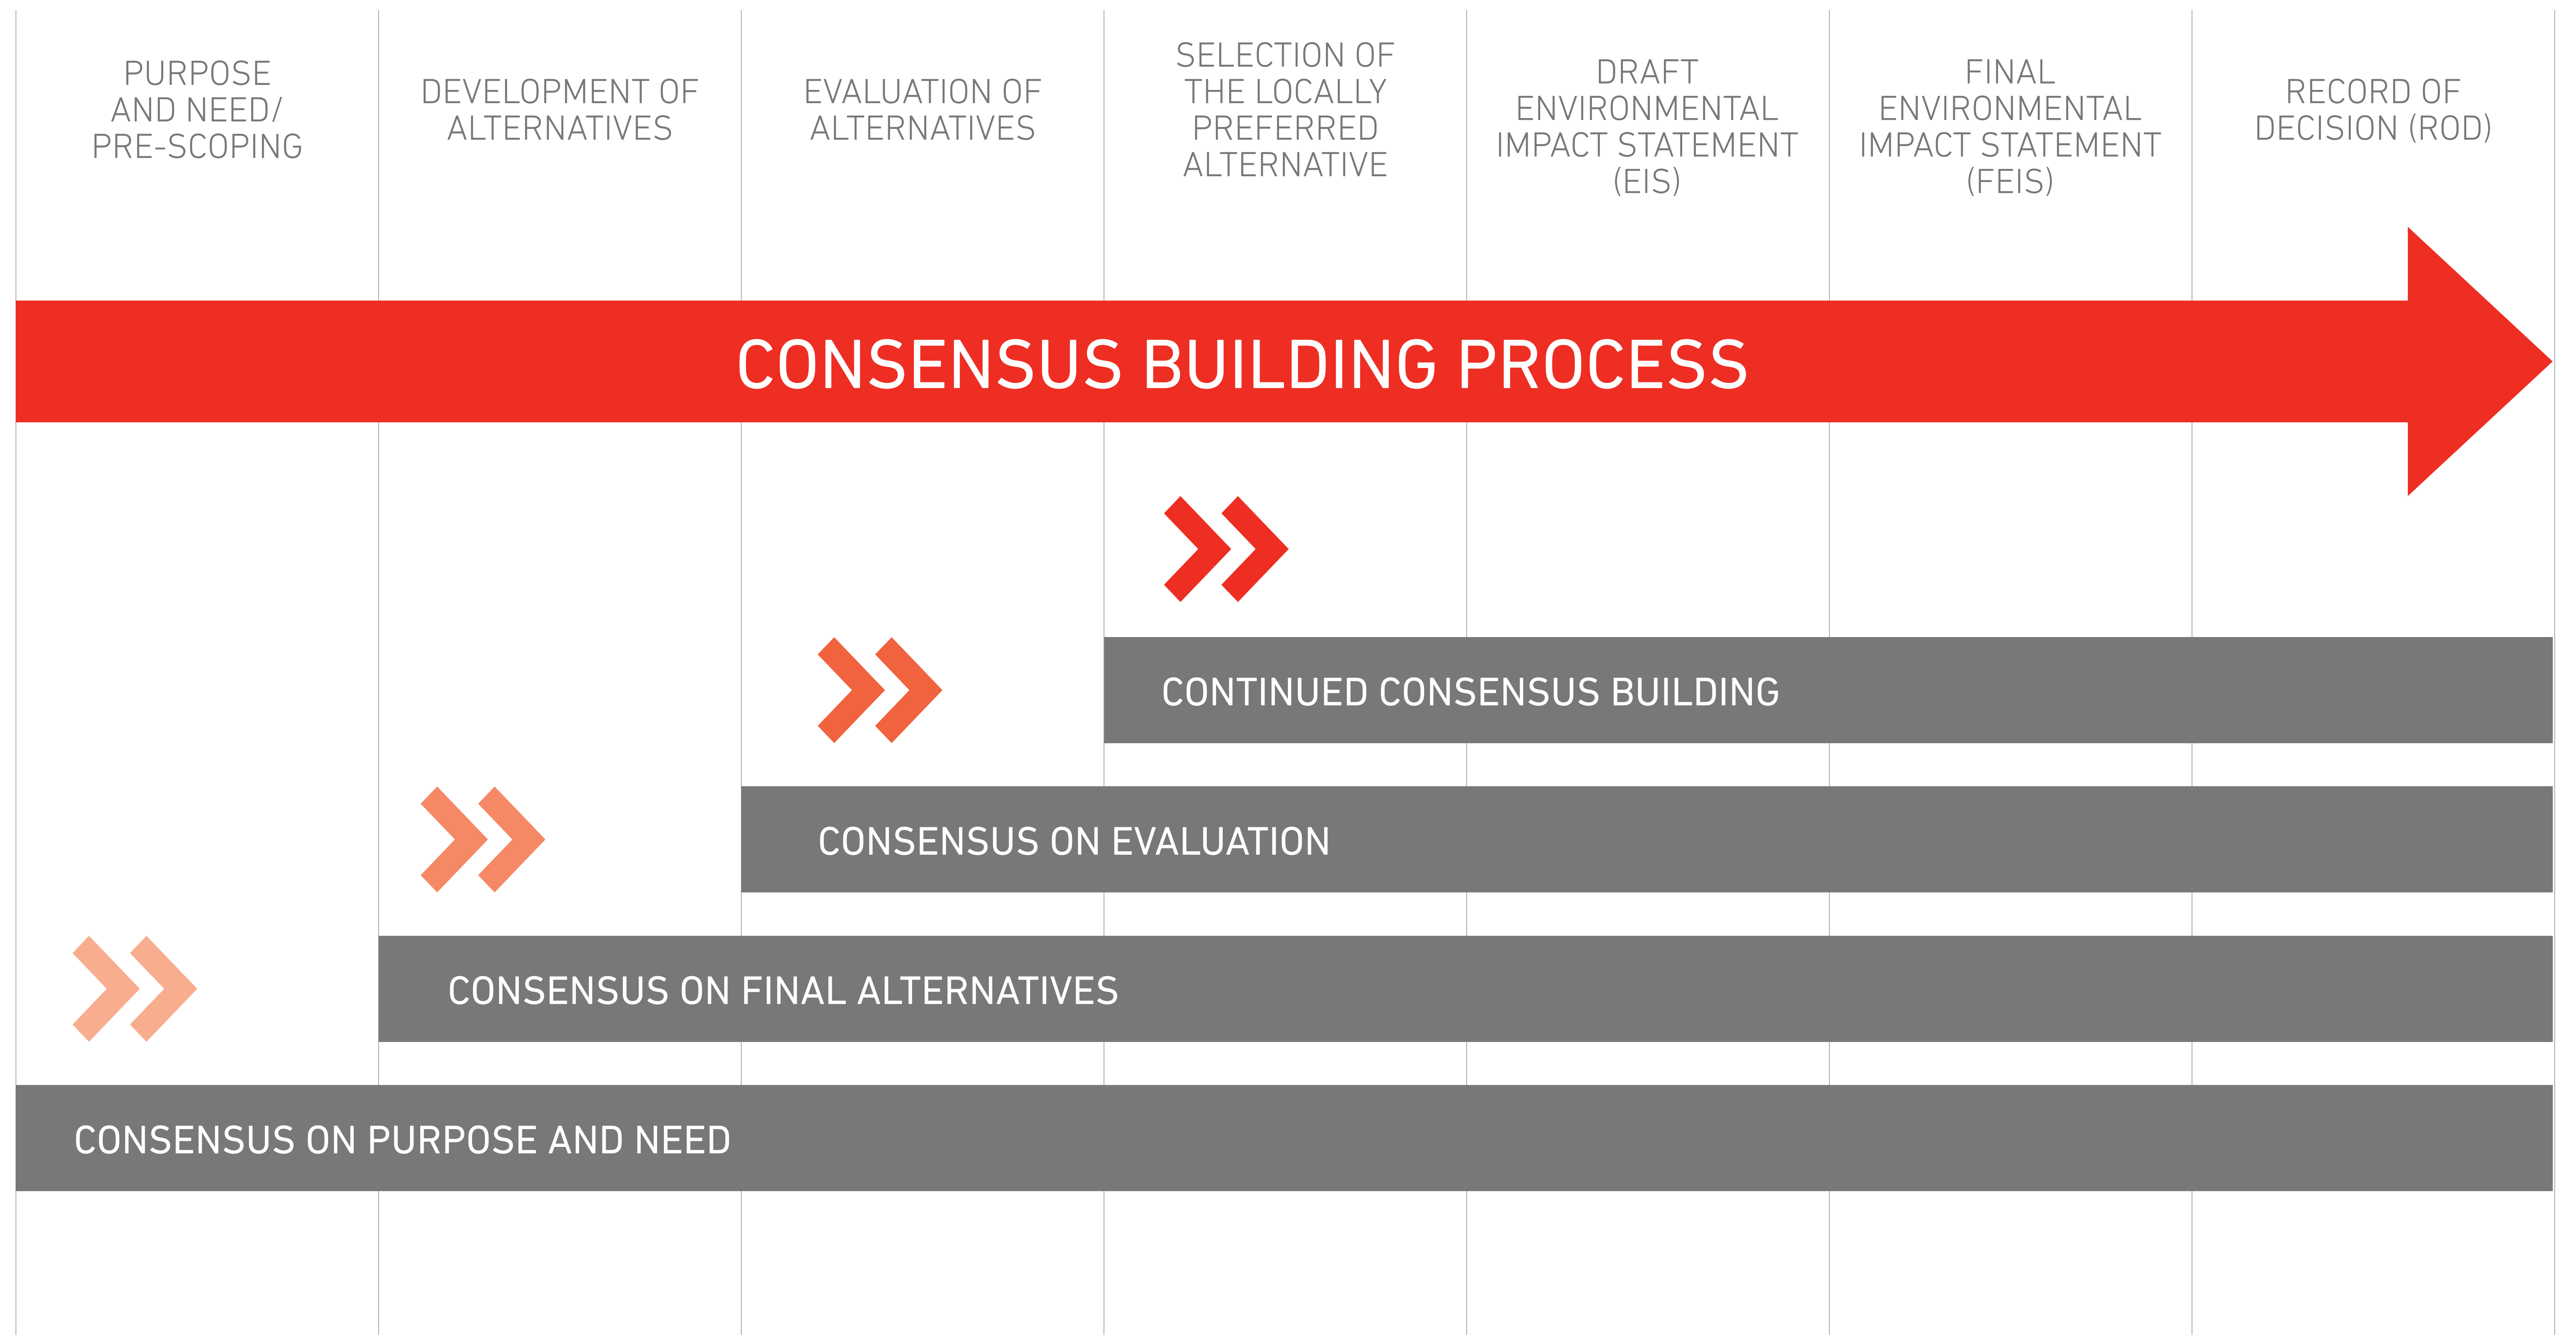 PURPOSE
AND NEED/
PRE-SCOPING
DEVELOPMENT OF
ALTERNATIVES
EVALUATION OF
ALTERNATIVES
SELECTION OF
THE LOCALLY
PREFERRED
ALTERNATIVE
DRAFT
ENVIRONMENTAL
IMPACT STATEMENT
(EIS)
FINAL
ENVIRONMENTAL
IMPACT STATEMENT
(FEIS)
RECORD OF
DECISION (ROD)
CONSENSUS BUILDING PROCESS
CONTINUED CONSENSUS BUILDING
CONSENSUS ON EVALUATION
CONSENSUS ON FINAL ALTERNATIVES
CONSENSUS ON PURPOSE AND NEED